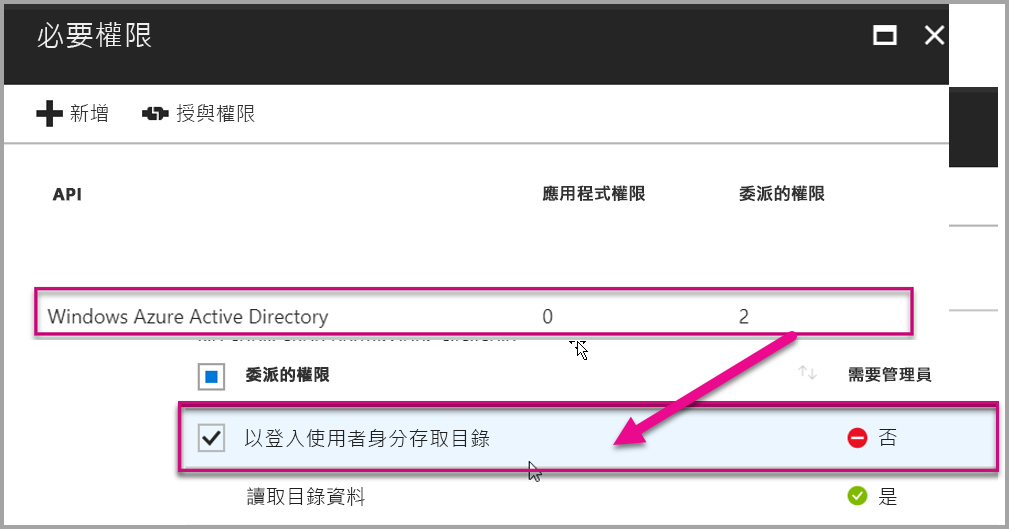 必要權限
新增 授與權限
API 應用程式權限 委派的權限
Windows Azure Active Directory 0 2
委派的權限 需要管理員
以登入使用者身分存取目錄 否
讀取目錄資料 是